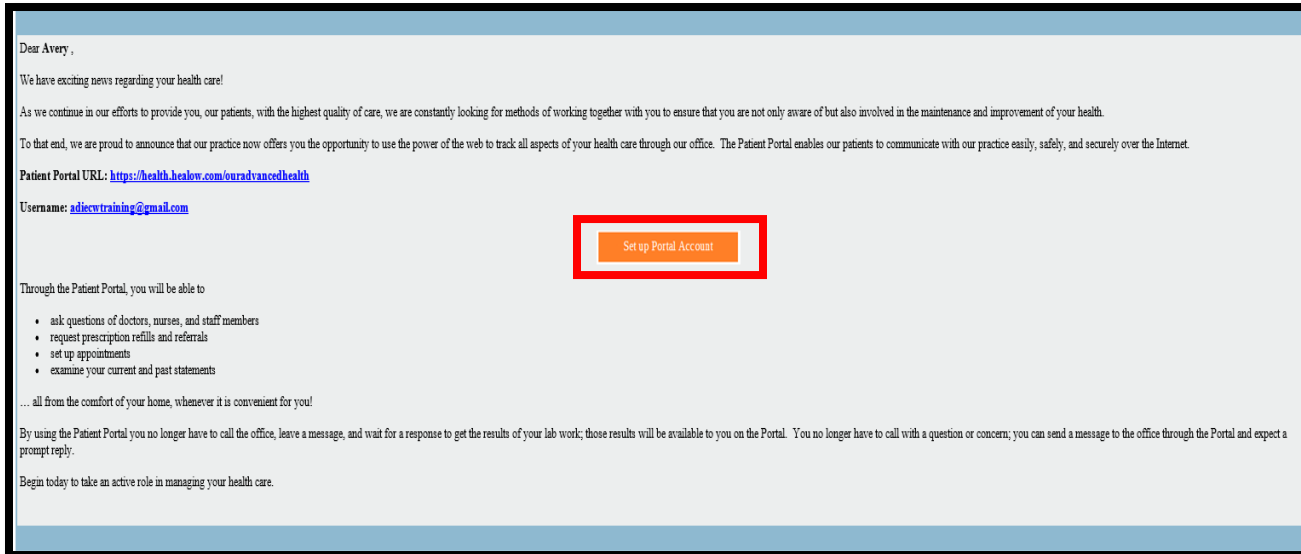 Dear Avery ,
We have exciting news regarding your health care!
As we continue in our efforts to provide you, our patients, with the highest quality of care, we are constantly looking for methods of working together with you to ensure that you are not only aware of but also involved in the maintenance and improvement of your health.
To that end, we are proud to announce that our practice now offers you the opportunity to use the power of the web to track all aspects of your health care through our office.  The Patient Portal enables our patients to communicate with our practice easily, safely, and securely over the Internet.
Patient Portal URL: https://health.healow.com/ouradvancedhealth
Username: adiecwtraining@gmail.com
Set up Portal Account
Through the Patient Portal, you will be able to
• ask questions of doctors, nurses, and staff members
• request prescription refills and referrals
• set up appointments
• examine your current and past statements
… all from the comfort of your home, whenever it is convenient for you!
By using the Patient Portal you no longer have to call the office, leave a message, and wait for a response to get the results of your lab work; those results will be available to you on the Portal.  You no longer have to call with a question or concern; you can send a message to the office through the Portal and expect a
prompt reply.
Begin today to take an active role in managing your health care.